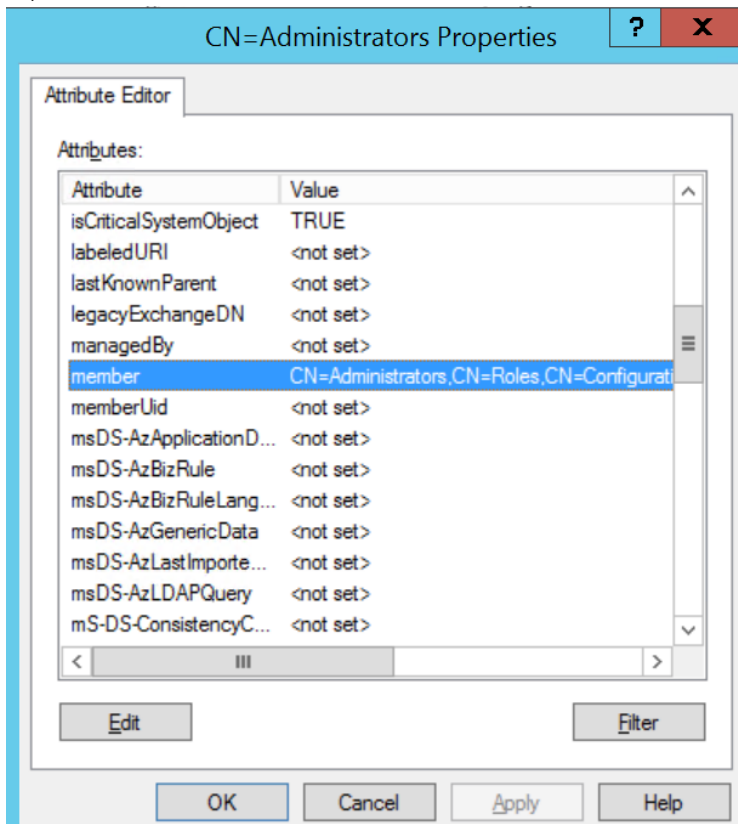 CN=Administrators Properties
?
X
Attribute Editor
Attributes:
Attribute Value
isCriticalSystemObject TRUE
labeledURI <not set>
lastKnownParent <not set>
legacyExchangeDN <not set>
managedBy <not set>
member CN=Administrators,CN=Roles,CN=Configurati
memberUid <not set>
msDS-AzApplicationD... <not set>
msDS-AzBizRule <not set>
msDS-AzBizRuleLang... <not set>
msDS-AzGenericData <not set>
msDS-AzLastImporte... <not set>
msDS-AzLDAPQuery <not set>
mS-DS-ConsistencyC... <not set>
Edit Filter
OK Cancel Apply Help